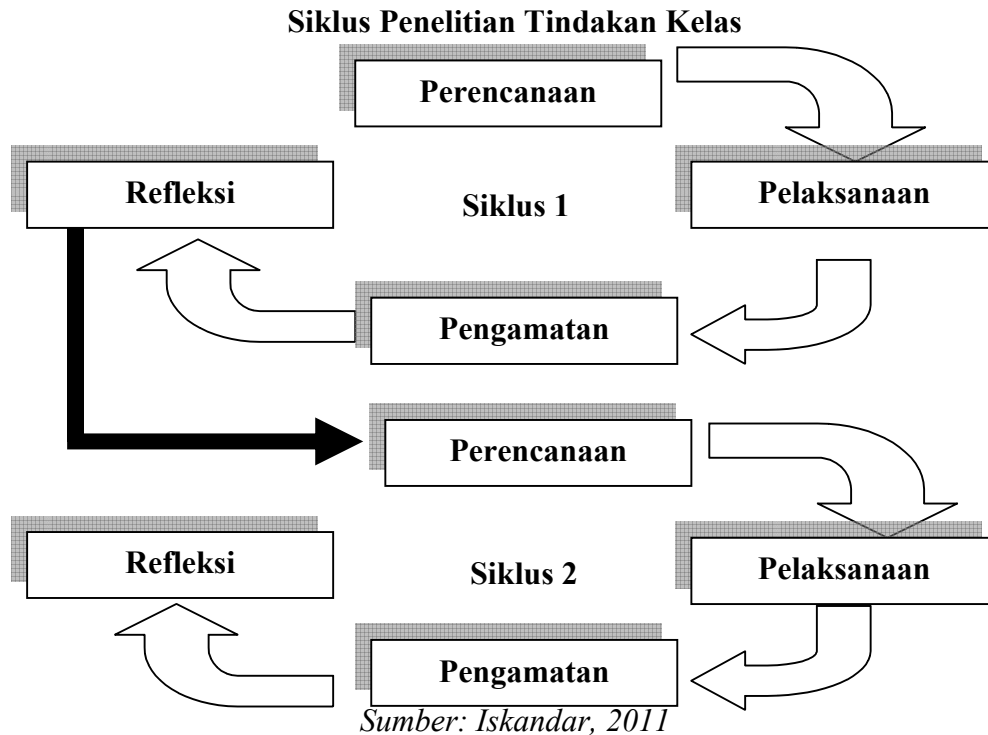 Siklus Penelitian Tindakan Kelas
Perencanaan
Refleksi
Siklus 1
Pelaksanaan
Pengamatan
Perencanaan
Refleksi
Siklus 2
Pelaksanaan
Pengamatan
Sumber: Iskandar, 2011